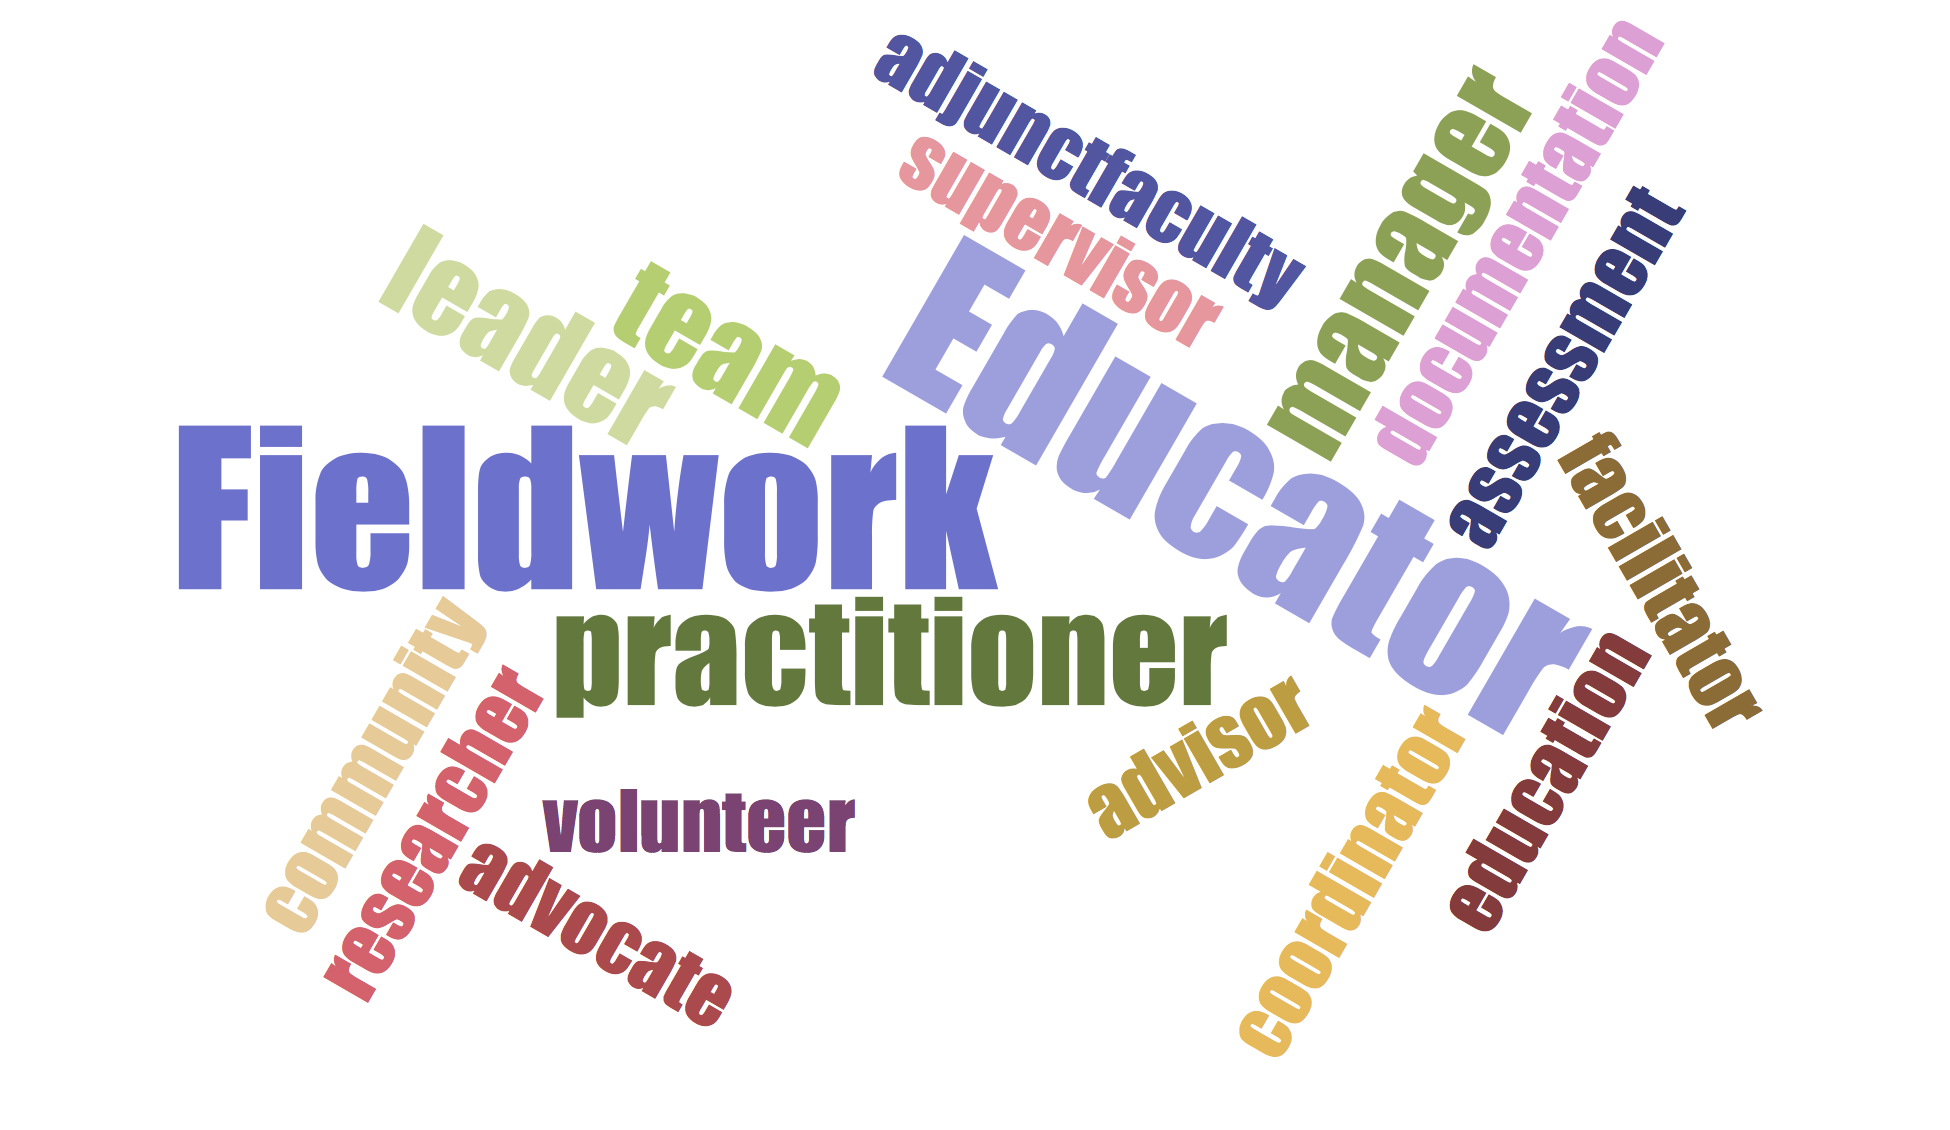 adjunctfaculty
supervisor
manager
documentation
assessment
leader
team
Educator
Fieldwork
facilitator
practitioner
community
researcher
volunteer
advocate
advisor
coordinator
education